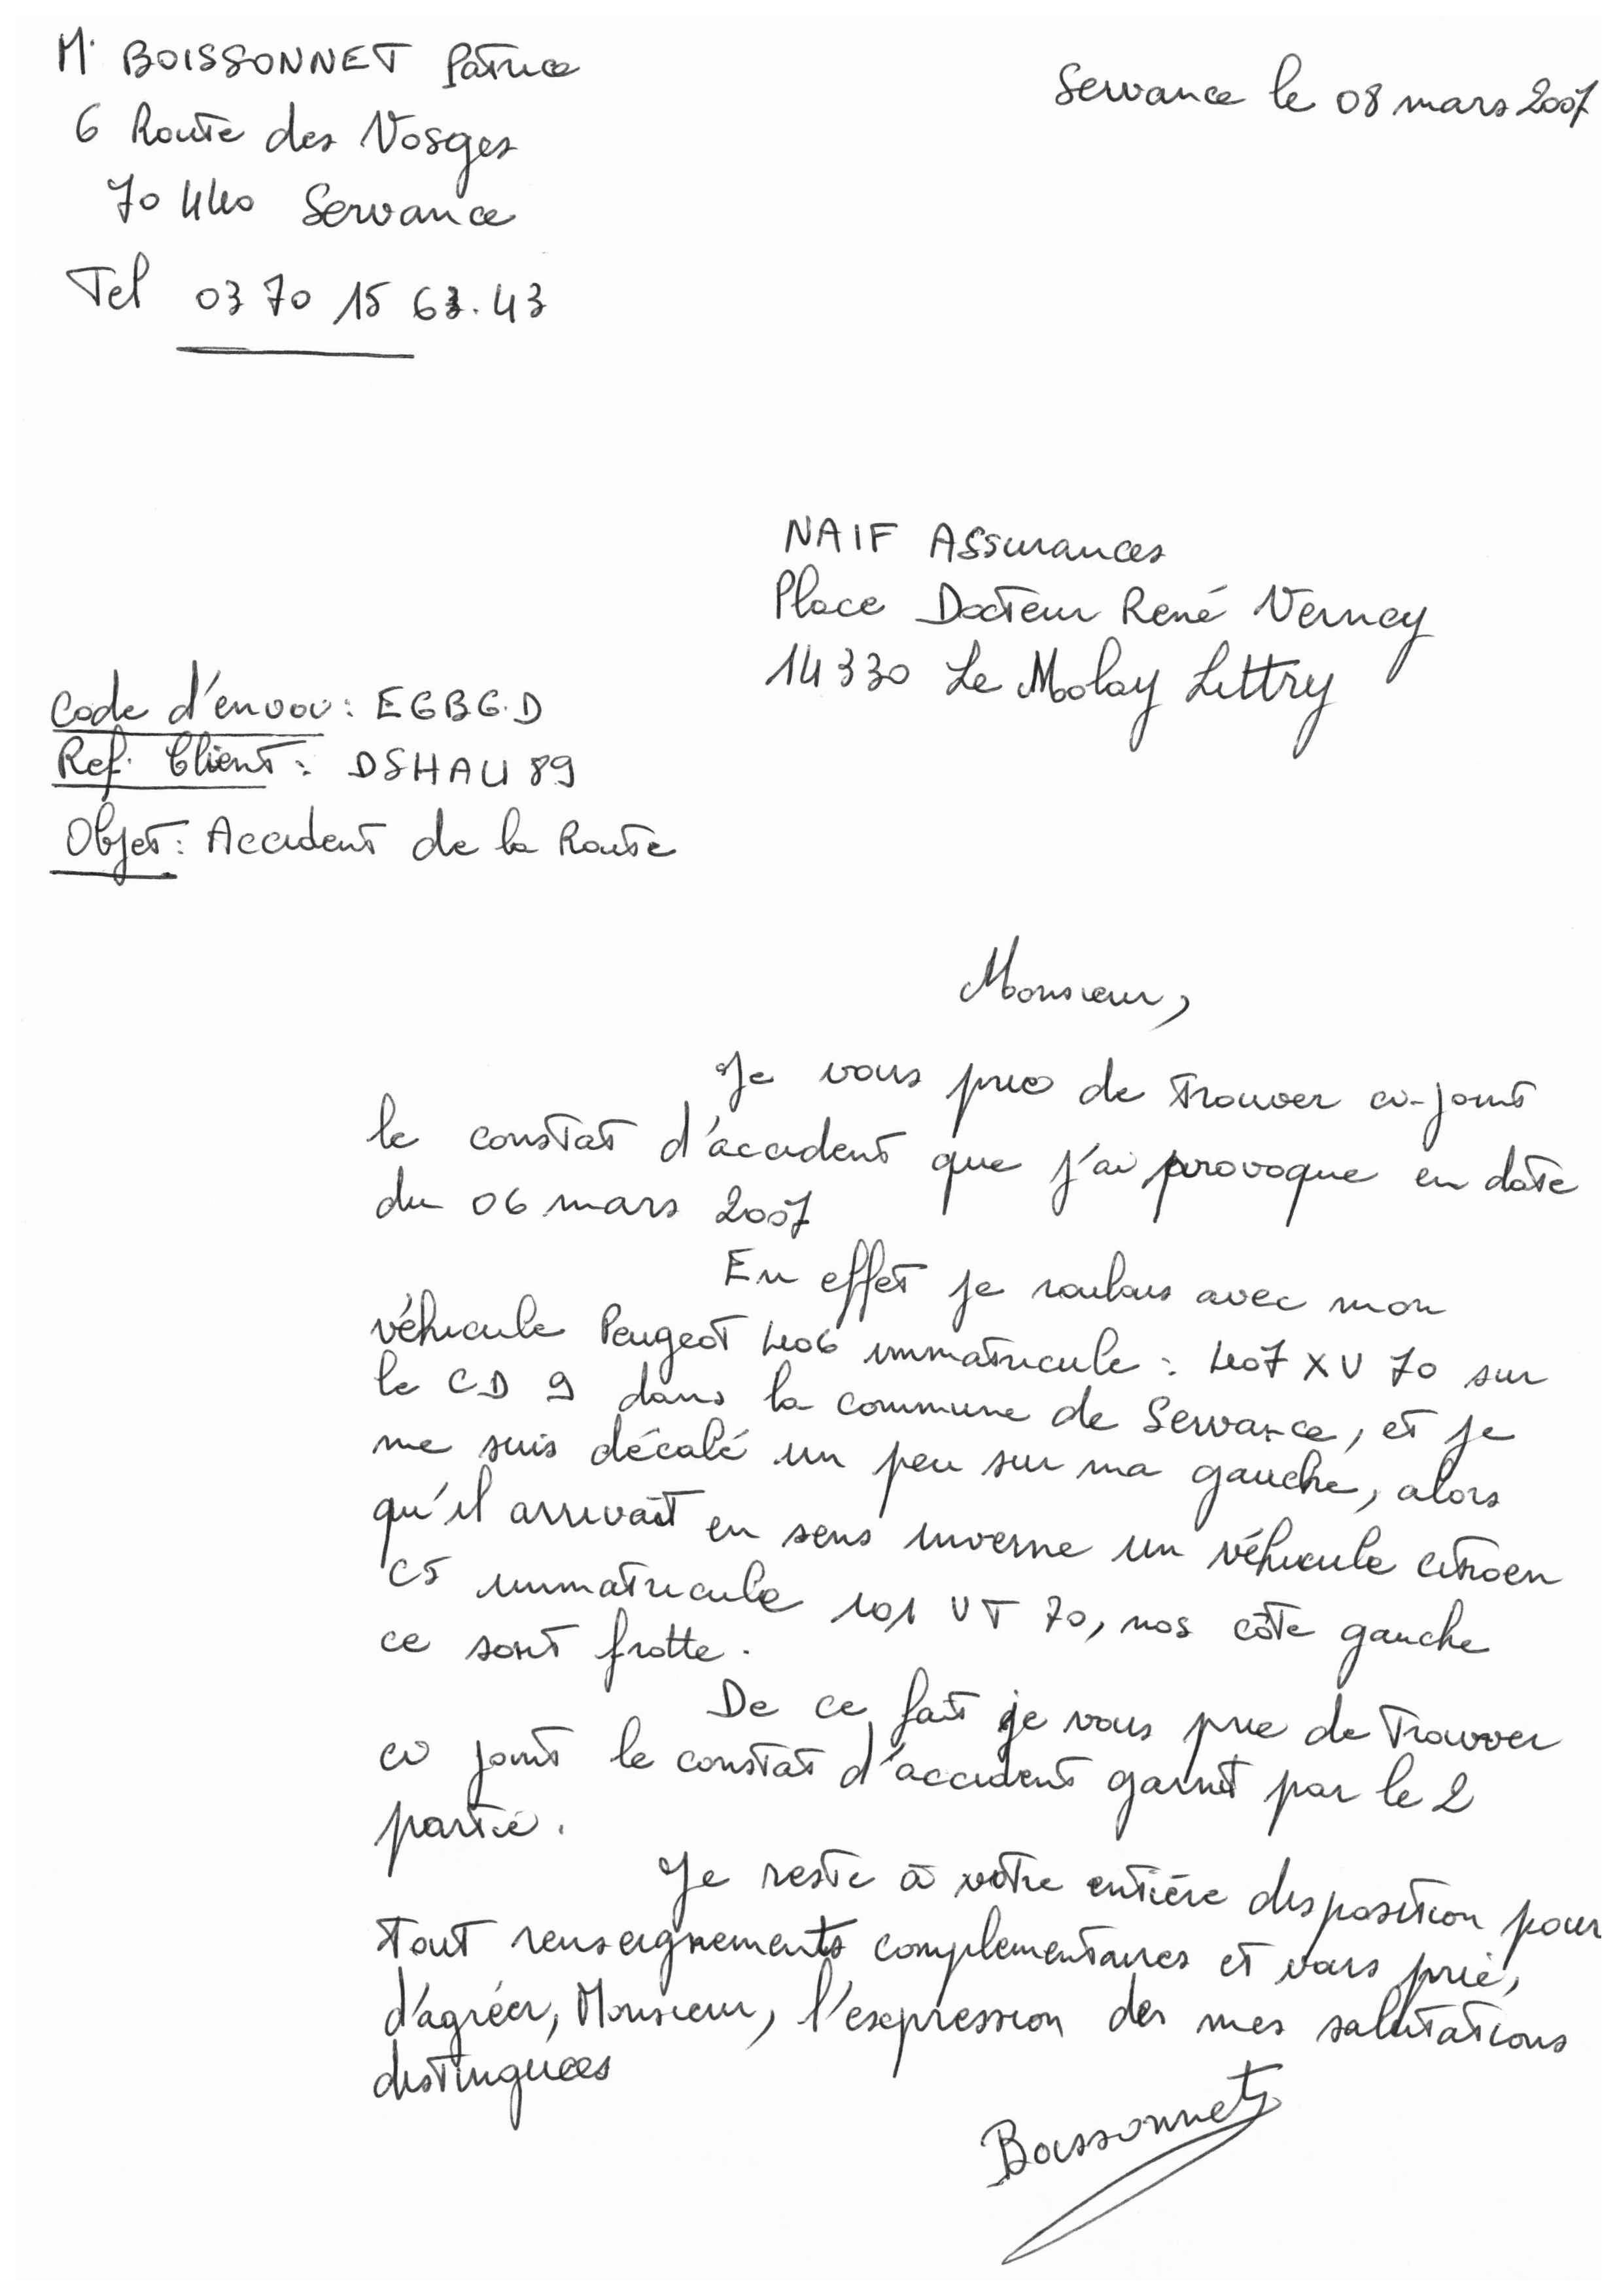 Mr BOISSONNET Patrice
Servance le 08 mars 2007
6 Route des Vosges
70440 Servance
Tel 03 70 15 63.43
NAIF Assurances
Place Docteur René Vernay
14330 Le Molay Littry
Code d'envoi : EGBG.D
Ref. Client : DSHAU89
Objet : Accident de la Route
Monsieur,
Je vous prie de trouver ci-joint
le constat d'accident que j'ai provoque en date
du 06 mars 2007
En effet je roulais avec mon
véhicule Peugeot 406 immatricule : 407 XV 70 sur
le CD 9 dans la commune de Servance, et je
me suis décalé un peu sur ma gauche, alors
qu'il arrivait en sens inverse un véhicule citroen
C5 immatricule 101 VT 70, nos côte gauche
ce sont frotte.
De ce fait je vous prie de trouver
ci joint le constat d'accident garnit par le 2
partie.
Je reste à votre entière disposition pour
tout renseignements complementaires et vous prie,
d'agréer, Monsieur, l'expression des mes salutations
distinguées
Boissonnet